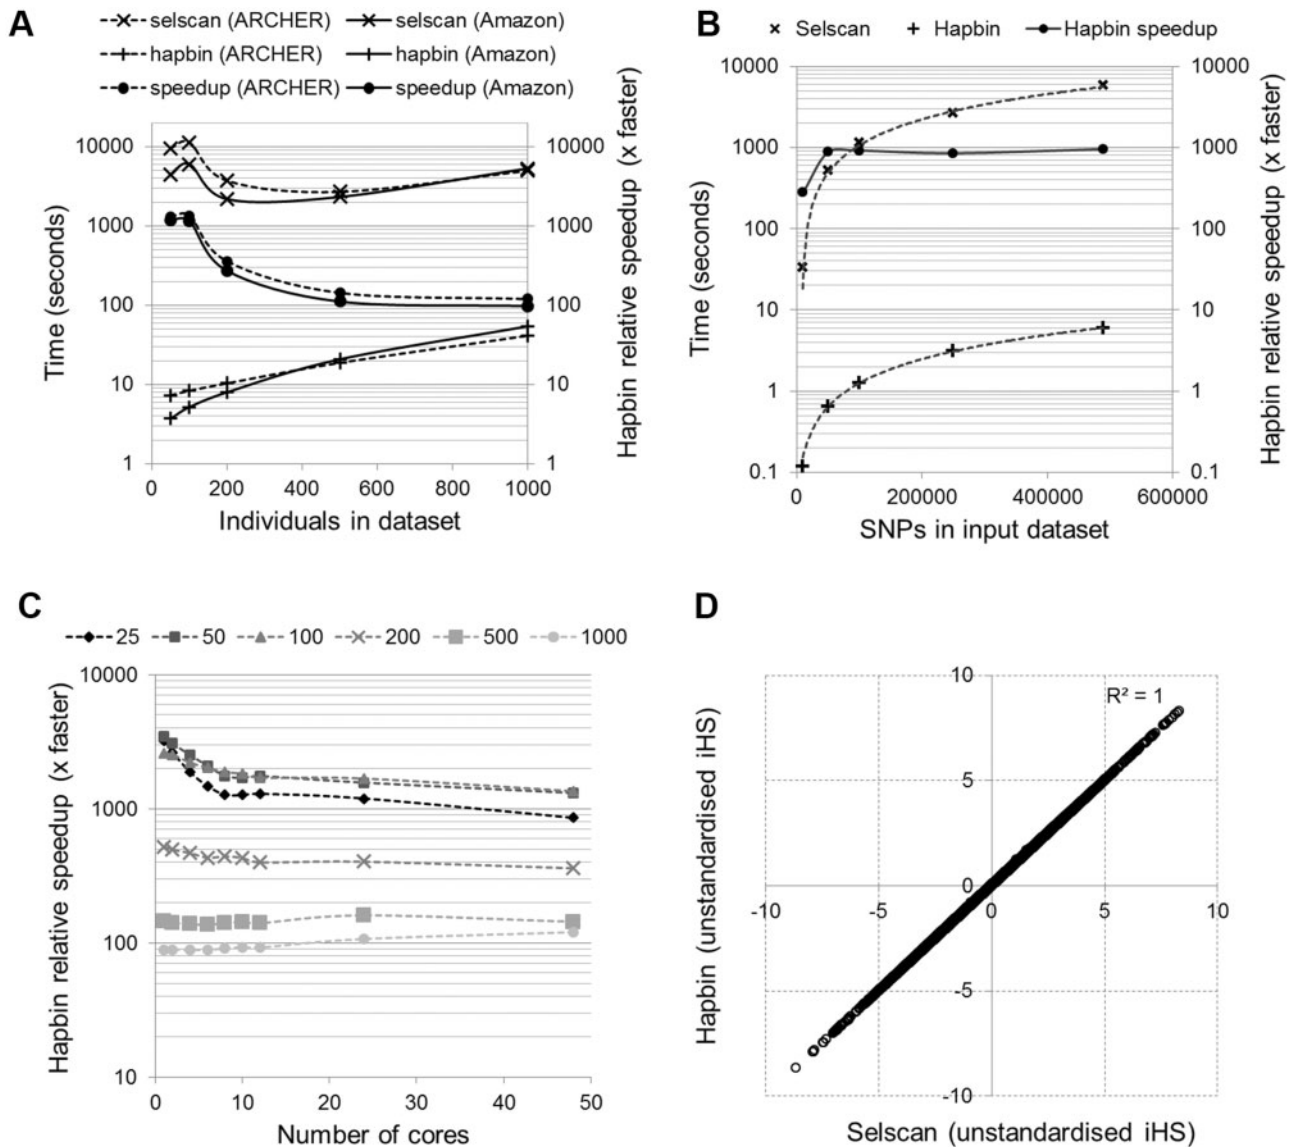 A
selscan (ARCHER) selscan (Amazon)
hapbin (ARCHER) hapbin (Amazon)
speedup (ARCHER) speedup (Amazon)
Time (seconds)
10000
1000
100
10
1
0 200 400 600 800 1000
Individuals in dataset
10000
1000
100
10
1
Hapbin relative speedup (x faster)
B
Selscan Hapbin Hapbin speedup
Time (seconds)
10000
1000
100
10
1
0.1
0 200000 400000 600000
SNPs in input dataset
10000
1000
100
10
1
0.1
Hapbin relative speedup (x faster)
C
25 50 100 200 500 1000
Hapbin relative speedup (x faster)
10000
1000
100
10
0 10 20 30 40 50
Number of cores
D
Hapbin (unstandardised iHS)
10
R² = 1
5
0
-10 -5 0 5 10
-5
-10
Selscan (unstandardised iHS)